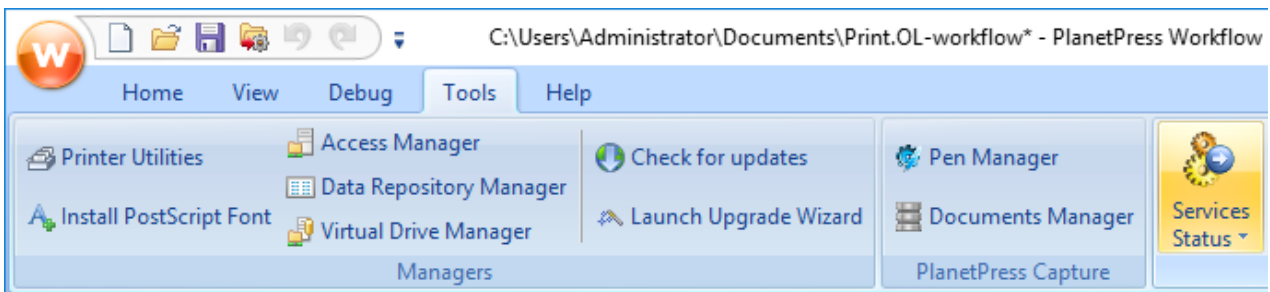 W
C:\Users\Administrator\Documents\Print.OL-workflow* - PlanetPress Workflow
Home View Debug Tools Help
Printer Utilities
Install PostScript Font
Access Manager
Data Repository Manager
Virtual Drive Manager
Check for updates
Launch Upgrade Wizard
Managers
Pen Manager
Documents Manager
PlanetPress Capture
Services
Status